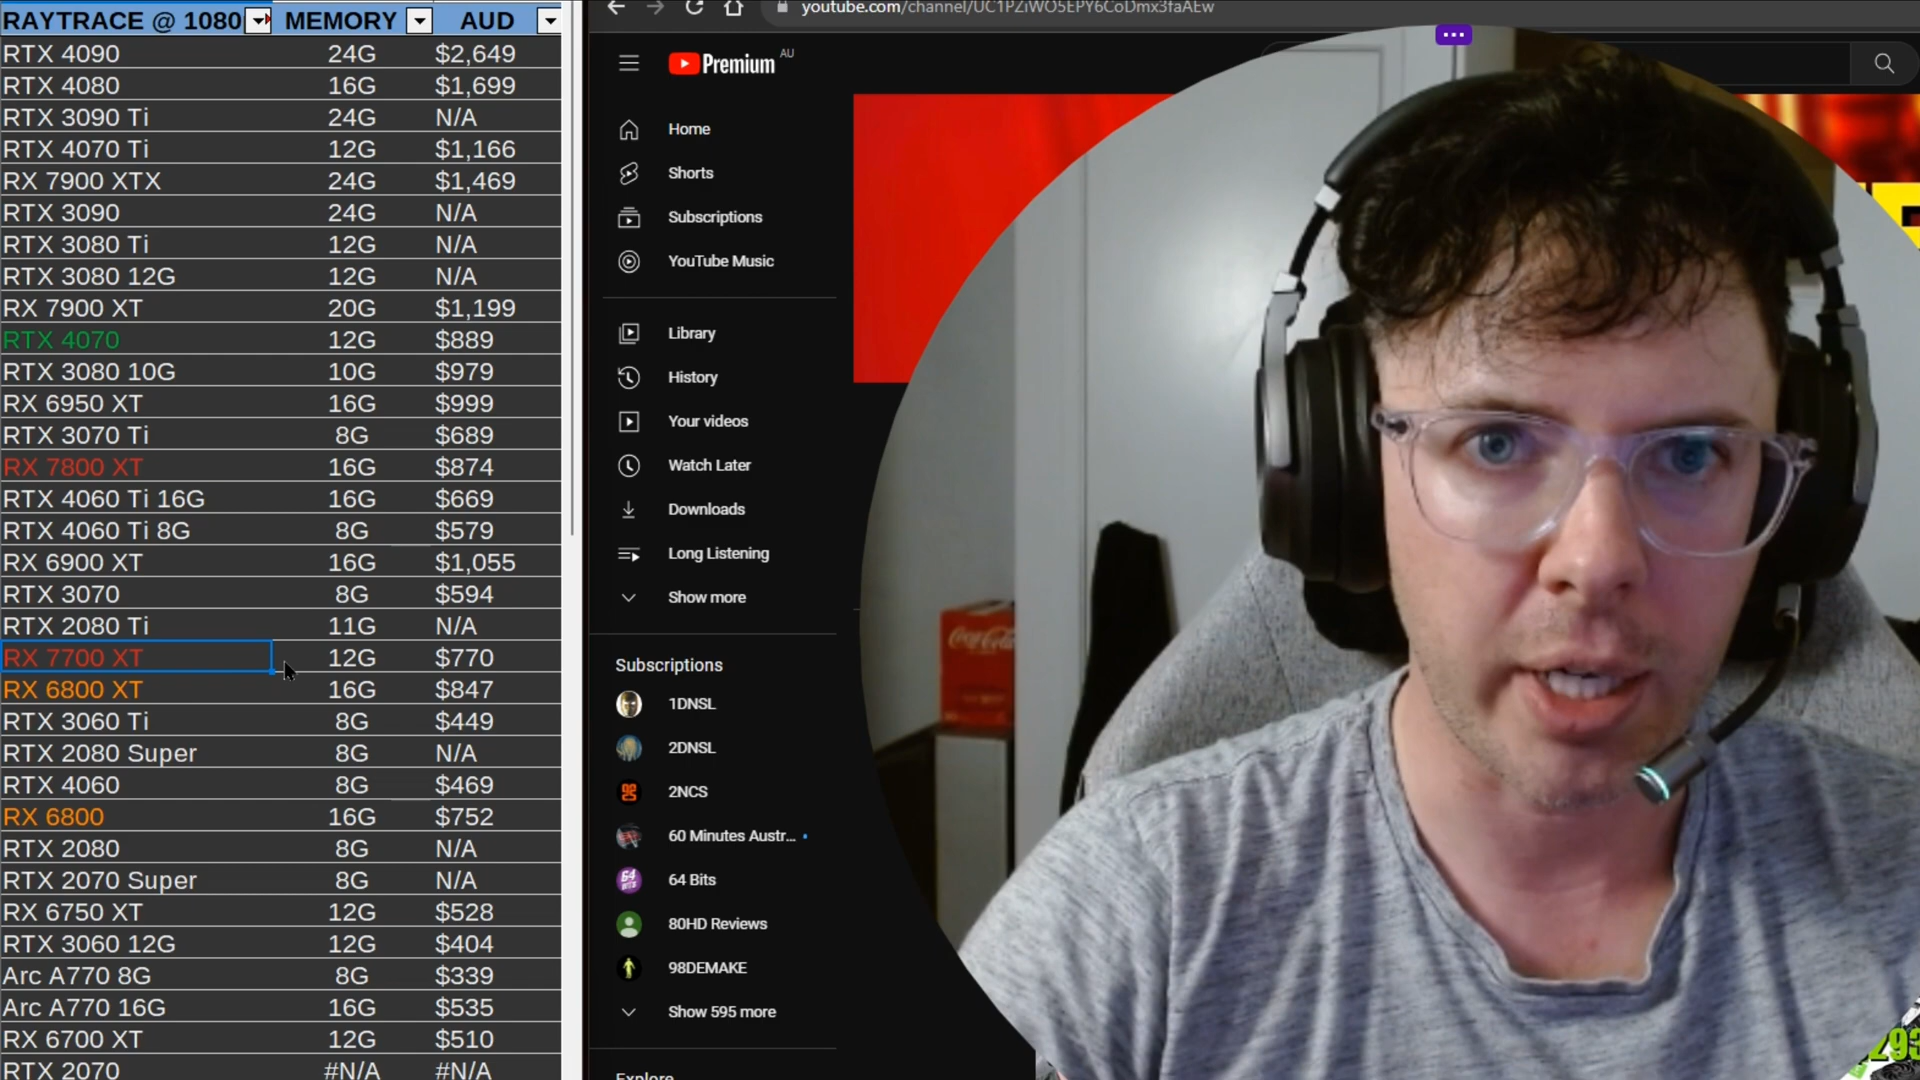 RAYTRACE @ 1080 MEMORY AUD
RTX 4090 24G $2,649
RTX 4080 16G $1,699
RTX 3090 Ti 24G N/A
RTX 4070 Ti 12G $1,166
RX 7900 XTX 24G $1,469
RTX 3090 24G N/A
RTX 3080 Ti 12G N/A
RTX 3080 12G 12G N/A
RX 7900 XT 20G $1,199
RTX 4070 12G $889
RTX 3080 10G 10G $979
RX 6950 XT 16G $999
RTX 3070 Ti 8G $689
RX 7800 XT 16G $874
RTX 4060 Ti 16G 16G $669
RTX 4060 Ti 8G 8G $579
RX 6900 XT 16G $1,055
RTX 3070 8G $594
RTX 2080 Ti 11G N/A
RX 7700 XT 12G $770
RX 6800 XT 16G $847
RTX 3060 Ti 8G $449
RTX 2080 Super 8G N/A
RTX 4060 8G $469
RX 6800 16G $752
RTX 2080 8G N/A
RTX 2070 Super 8G N/A
RX 6750 XT 12G $528
RTX 3060 12G 12G $404
Arc A770 8G 8G $339
Arc A770 16G 16G $535
RX 6700 XT 12G $510
RTX 2070 #N/A #N/A
youtube.com/channel/UC1PZiWO5EPY6CoDmx3faAEw
Premium AU
Home
Shorts
Subscriptions
YouTube Music
Library
History
Your videos
Watch Later
Downloads
Long Listening
Show more
Subscriptions
1DNSL
2DNSL
2NCS
60 Minutes Austr...
64 Bits
80HD Reviews
98DEMAKE
Show 595 more
Explore
Coca-Cola